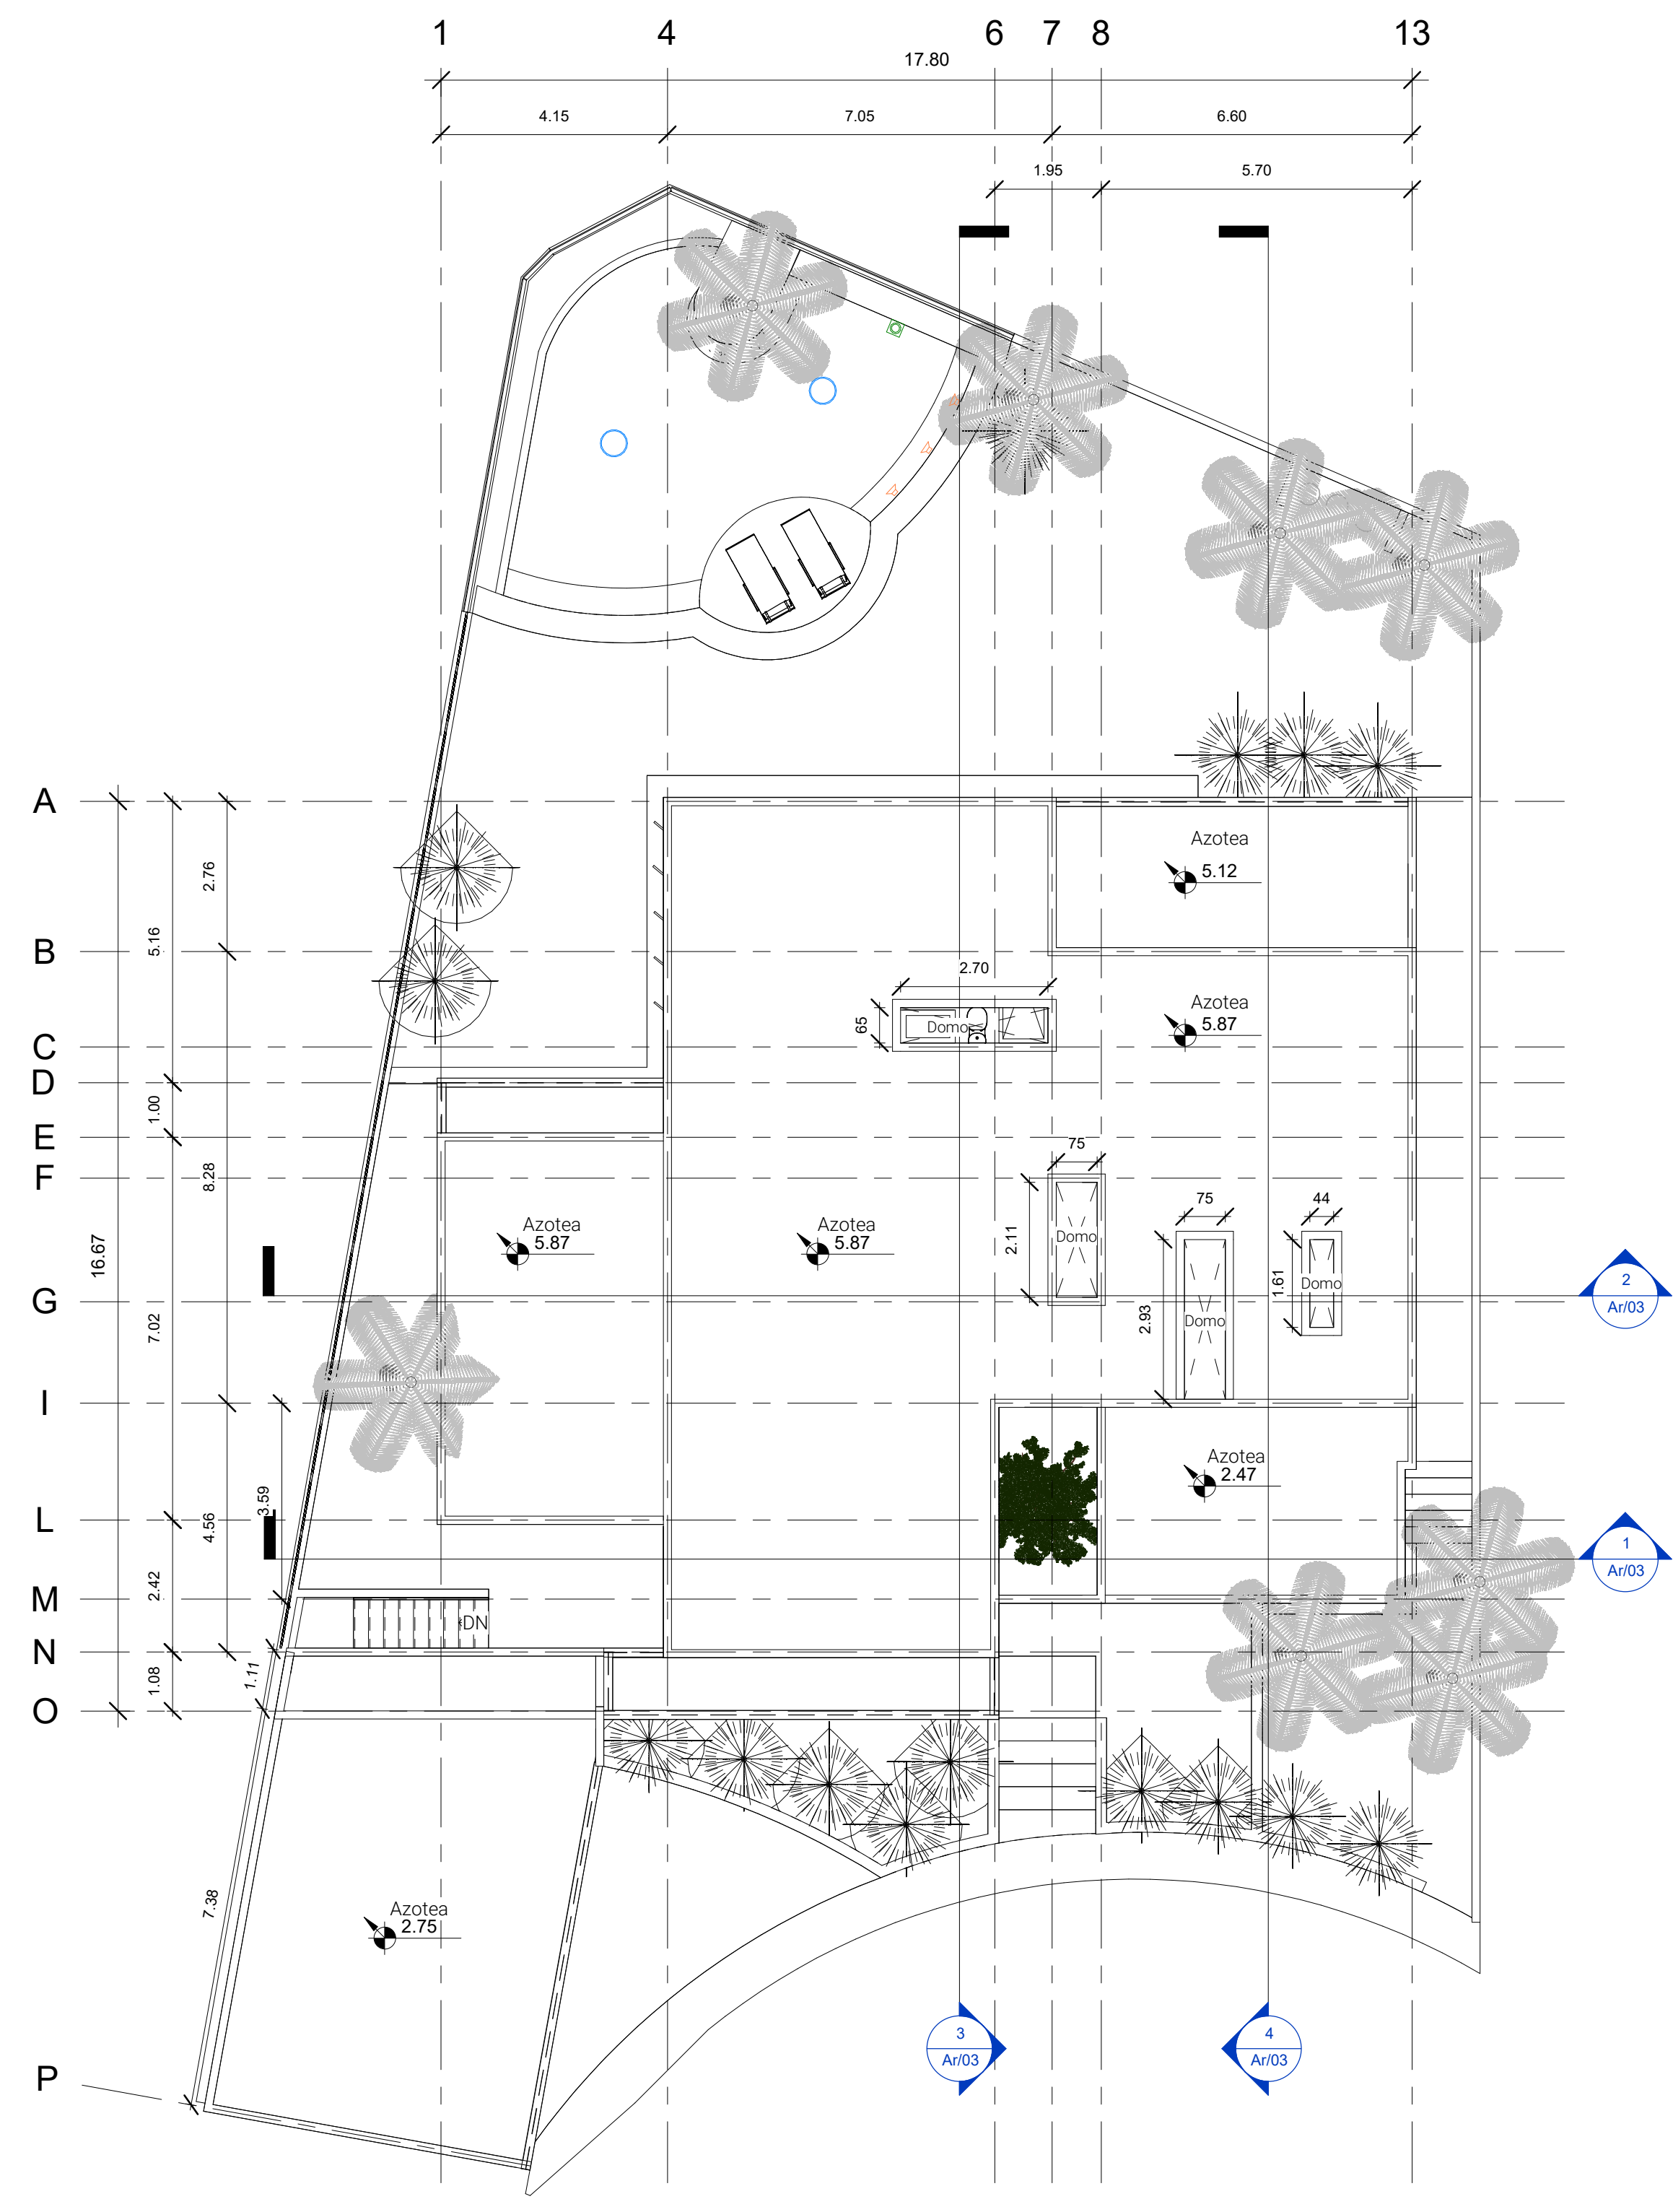 1 4 6 7 8 13
17.80
4.15 7.05 6.60
1.95 5.70
A
2.76
Azotea
5.12
5.16
B
2.70
Azotea
5.87
65
Domo
C
D
1.00
E
75
F
8.28
75
44
Azotea
5.87
Azotea
5.87
2.11
Domo
16.67
1.61
Domo
2
Ar/03
G
7.02
2.93
Domo
I
Azotea
2.47
3.59
L
4.56
1
Ar/03
2.42
M
DN
N
1.11
1.08
O
7.38
Azotea
2.75
3
Ar/03
4
Ar/03
P